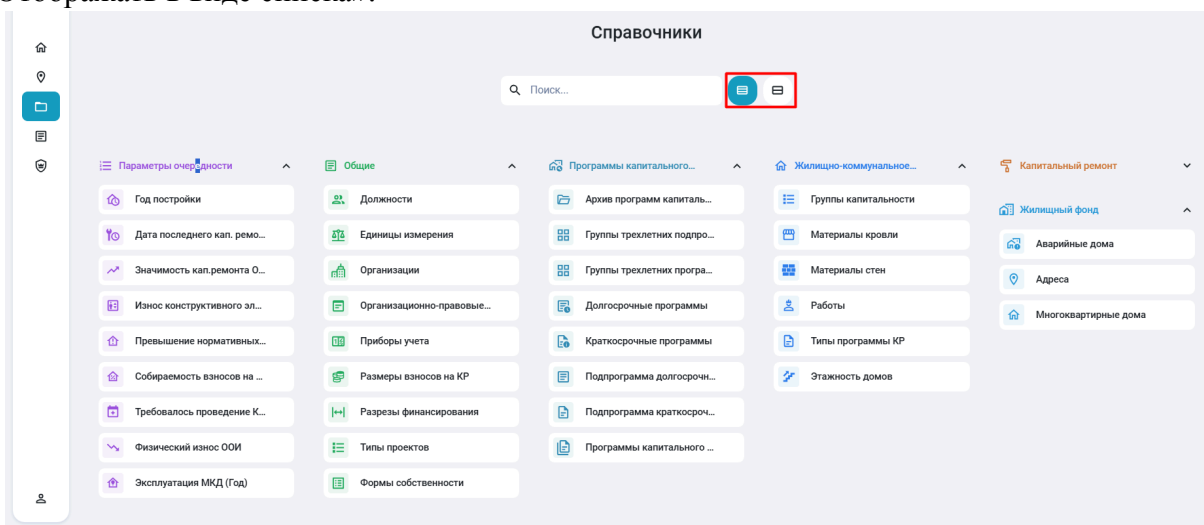 Отображать в виде списка».
Справочники
Поиск...
Параметры очередности
Год постройки
Дата последнего кап. ремо...
Значимость кап.ремонта О...
Износ конструктивного эл...
Превышение нормативных...
Собираемость взносов на ...
Требовалось проведение К...
Физический износ ООИ
Эксплуатация МКД (Год)
Общие
Должности
Единицы измерения
Организации
Организационно-правовые...
Приборы учета
Размеры взносов на КР
Разрезы финансирования
Типы проектов
Формы собственности
Программы капитального...
Архив программ капиталь...
Группы трехлетних подпро...
Группы трехлетних програ...
Долгосрочные программы
Краткосрочные программы
Подпрограмма долгосрочн...
Подпрограмма краткосроч...
Программы капитального ...
Жилищно-коммунальное...
Группы капитальности
Материалы кровли
Материалы стен
Работы
Типы программы КР
Этажность домов
Капитальный ремонт
Жилищный фонд
Аварийные дома
Адреса
Многоквартирные дома